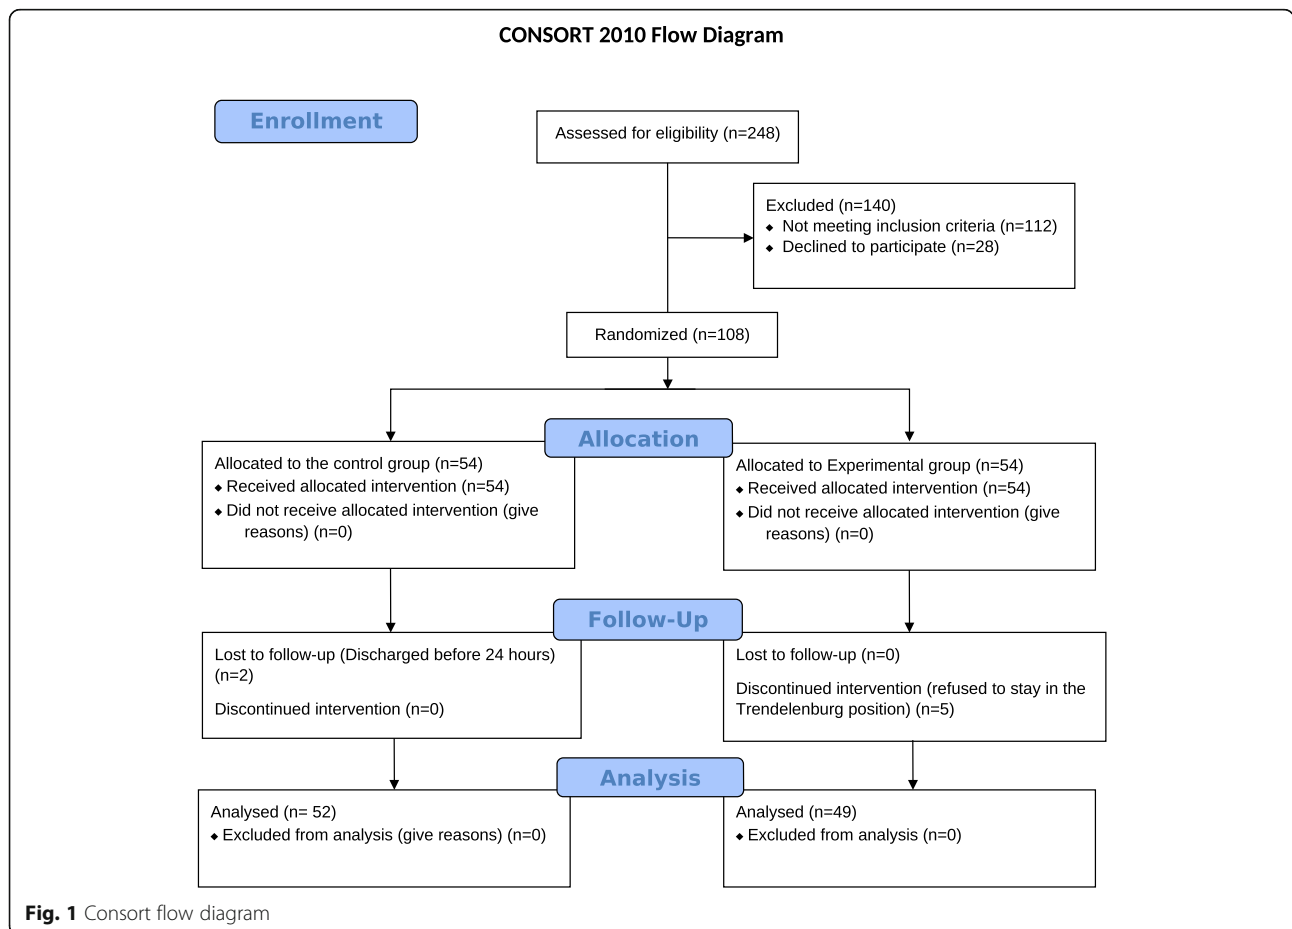 CONSORT 2010 Flow Diagram
Enrollment
Assessed for eligibility (n=248)
Excluded (n=140)
◆ Not meeting inclusion criteria (n=112)
◆ Declined to participate (n=28)
Randomized (n=108)
Allocation
Allocated to the control group (n=54)
◆ Received allocated intervention (n=54)
◆ Did not receive allocated intervention (give
reasons) (n=0)
Allocated to Experimental group (n=54)
◆ Received allocated intervention (n=54)
◆ Did not receive allocated intervention (give
reasons) (n=0)
Follow-Up
Lost to follow-up (Discharged before 24 hours)
(n=2)
Discontinued intervention (n=0)
Lost to follow-up (n=0)
Discontinued intervention (refused to stay in the
Trendelenburg position) (n=5)
Analysis
Analysed (n= 52)
◆ Excluded from analysis (give reasons) (n=0)
Analysed (n=49)
◆ Excluded from analysis (n=0)
Fig. 1 Consort flow diagram